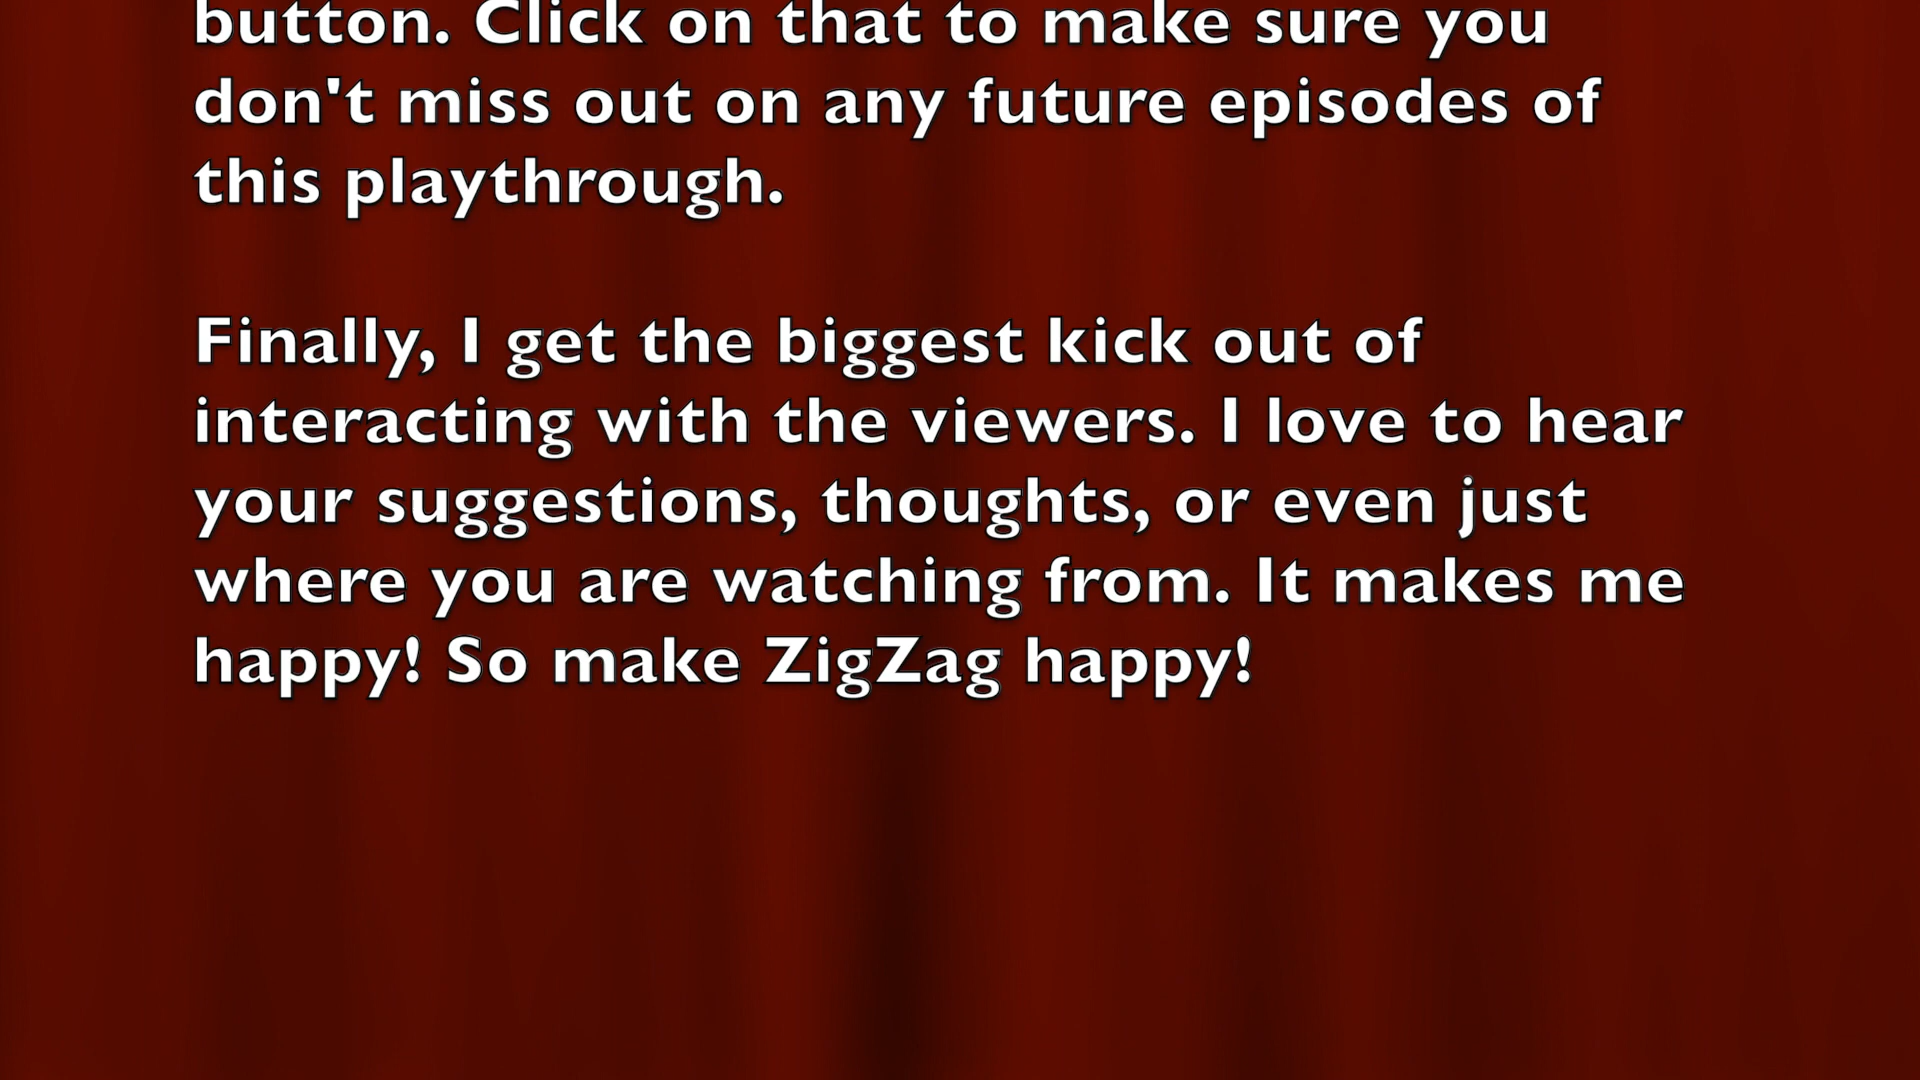 button. Click on that to make sure you
don't miss out on any future episodes of
this playthrough.
Finally, I get the biggest kick out of
interacting with the viewers. I love to hear
your suggestions, thoughts, or even just
where you are watching from. It makes me
happy! So make ZigZag happy!